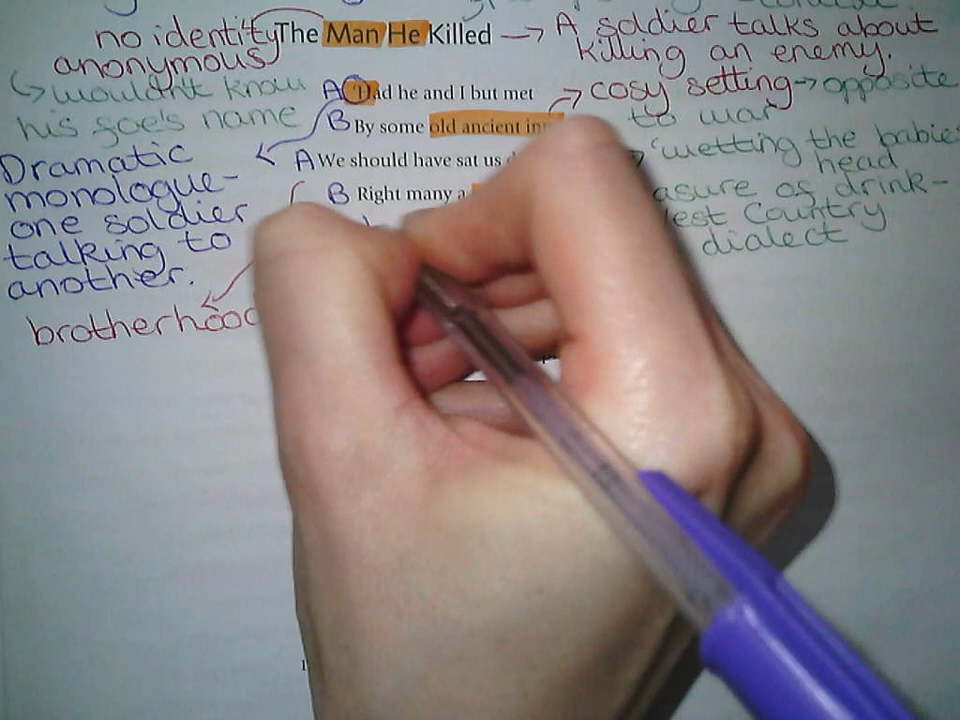 no identity
anonymous
The Man He Killed
A soldier talks about
killing an enemy.
wouldn't know
his foe's name
A 'Had he and I but met
B By some old ancient inn
A We should have sat us
B Right many a
cosy setting → opposite
to war
'wetting the babies
head
asure of drink-
est Country
dialect
Dramatic
monologue-
one soldier
talking to
another.
brotherhood